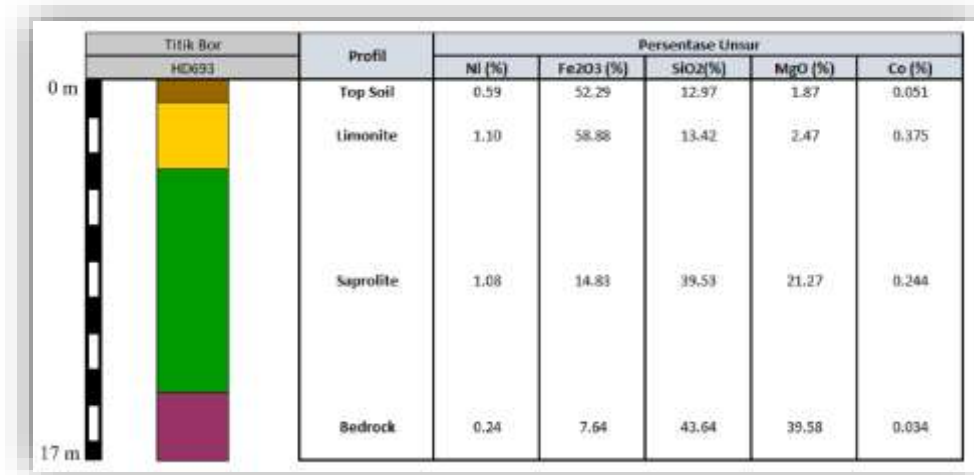 Titik Bor Profil Persentase Unsur
HD693 Ni (%) Fe2O3 (%) SiO2(%) MgO (%) Co (%)
0 m Top Soil 0.59 52.29 12.97 1.87 0.051
Limonite 1.10 58.88 13.42 2.47 0.375
Saprolite 1.08 14.83 39.53 21.27 0.244
Bedrock 0.24 7.64 43.64 39.58 0.034
17 m